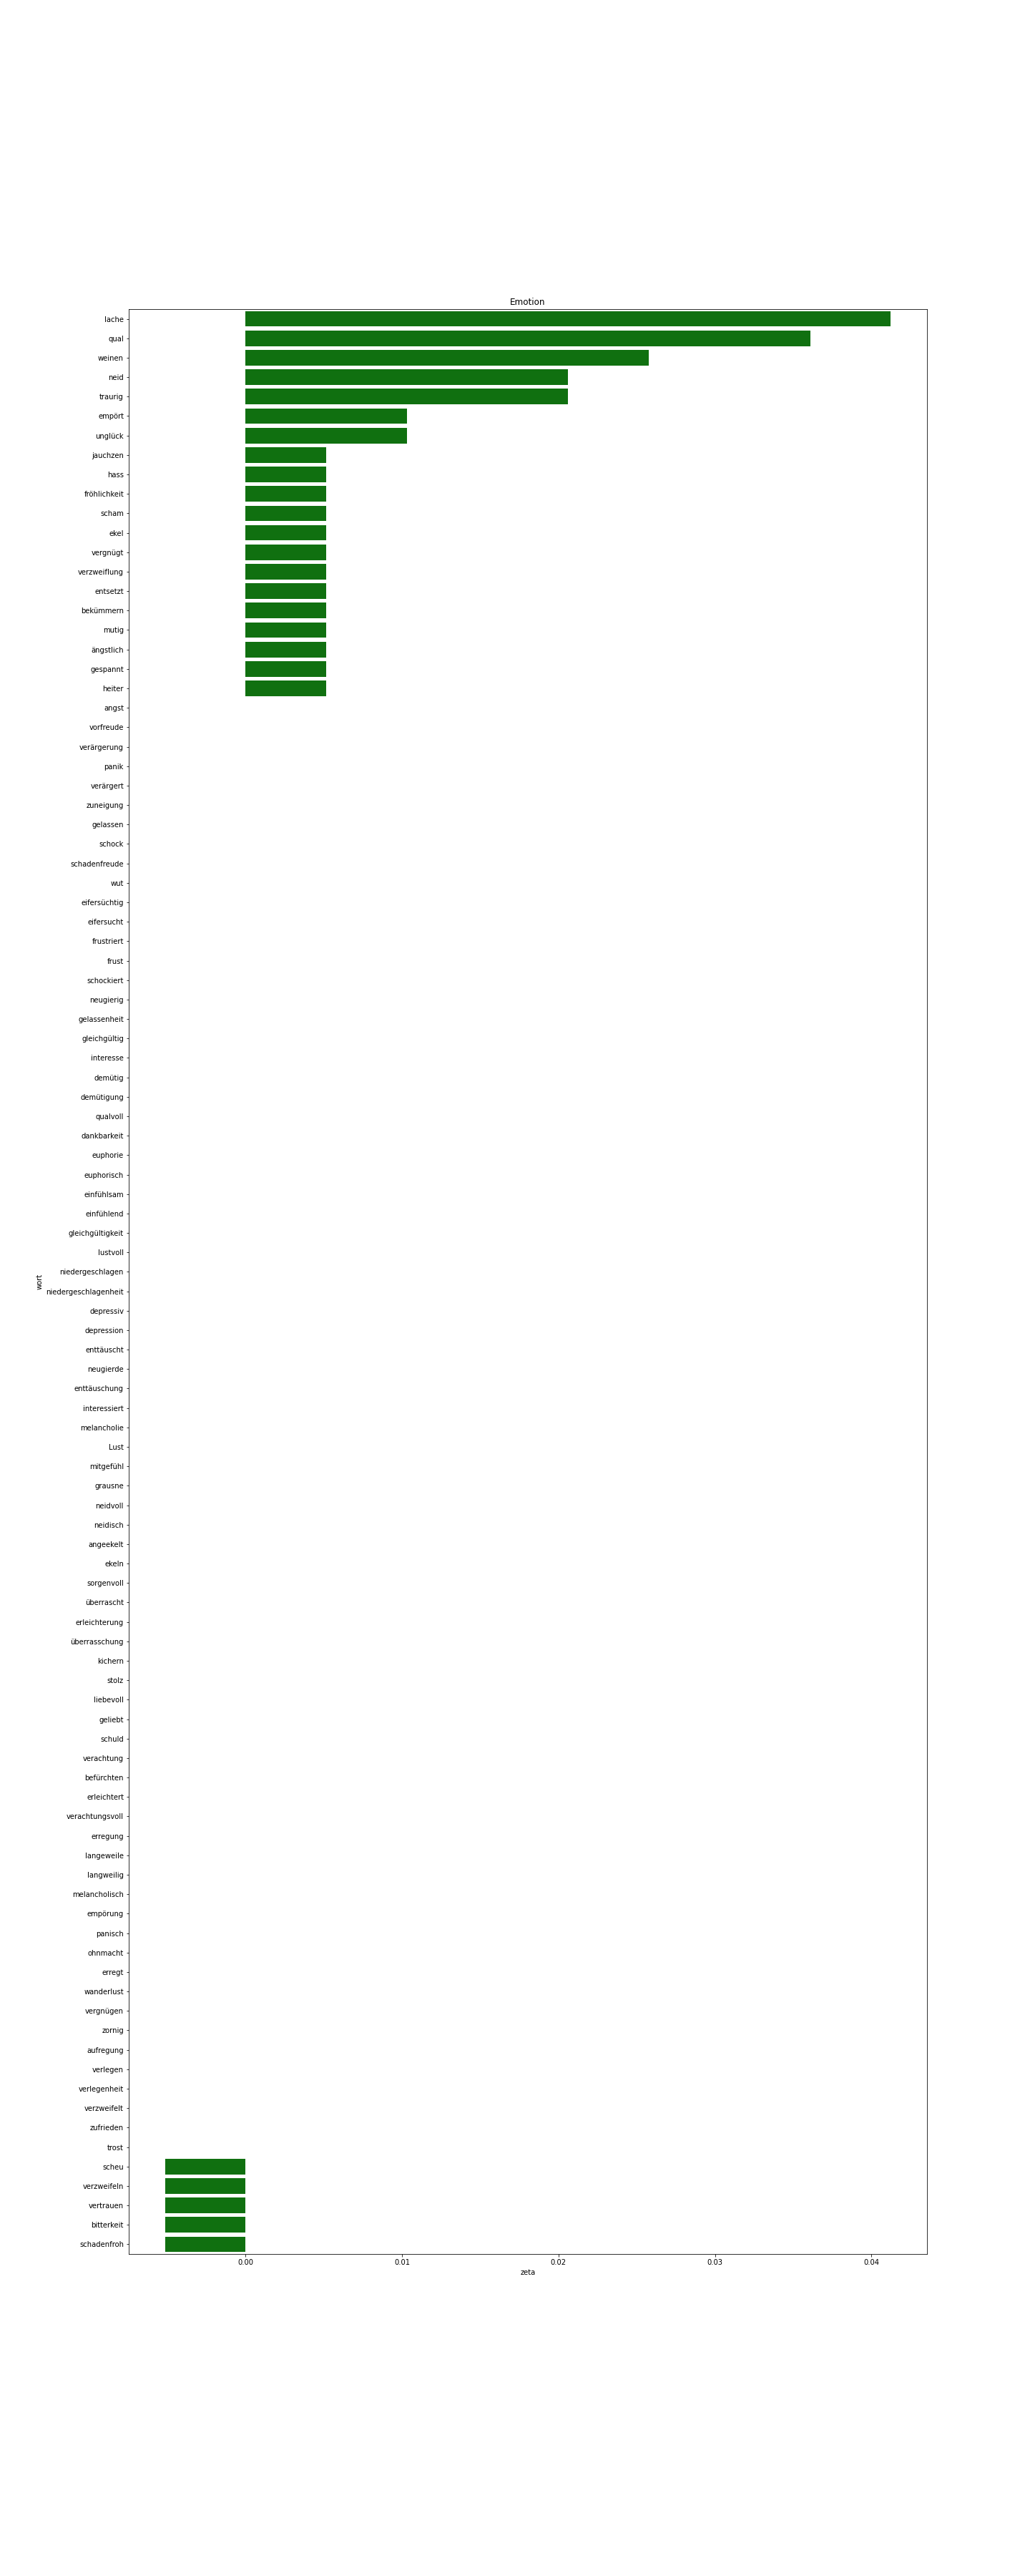 Emotion
lache
qual
weinen
neid
traurig
empört
unglück
jauchzen
hass
fröhlichkeit
scham
ekel
vergnügt
verzweiflung
entsetzt
bekümmern
mutig
ängstlich
gespannt
heiter
angst
vorfreude
verärgerung
panik
verärgert
zuneigung
gelassen
schock
schadenfreude
wut
eifersüchtig
eifersucht
frustriert
frust
schockiert
neugierig
gelassenheit
gleichgültig
interesse
demütig
demütigung
qualvoll
dankbarkeit
euphorie
euphorisch
einfühlsam
einfühlend
gleichgültigkeit
lustvoll
niedergeschlagen
wort
niedergeschlagenheit
depressiv
depression
enttäuscht
neugierde
enttäuschung
interessiert
melancholie
Lust
mitgefühl
grausne
neidvoll
neidisch
angeekelt
ekeln
sorgenvoll
überrascht
erleichterung
überrasschung
kichern
stolz
liebevoll
geliebt
schuld
verachtung
befürchten
erleichtert
verachtungsvoll
erregung
langeweile
langweilig
melancholisch
empörung
panisch
ohnmacht
erregt
wanderlust
vergnügen
zornig
aufregung
verlegen
verlegenheit
verzweifelt
zufrieden
trost
scheu
verzweifeln
vertrauen
bitterkeit
schadenfroh
0.00 0.01 0.02 0.03 0.04
zeta